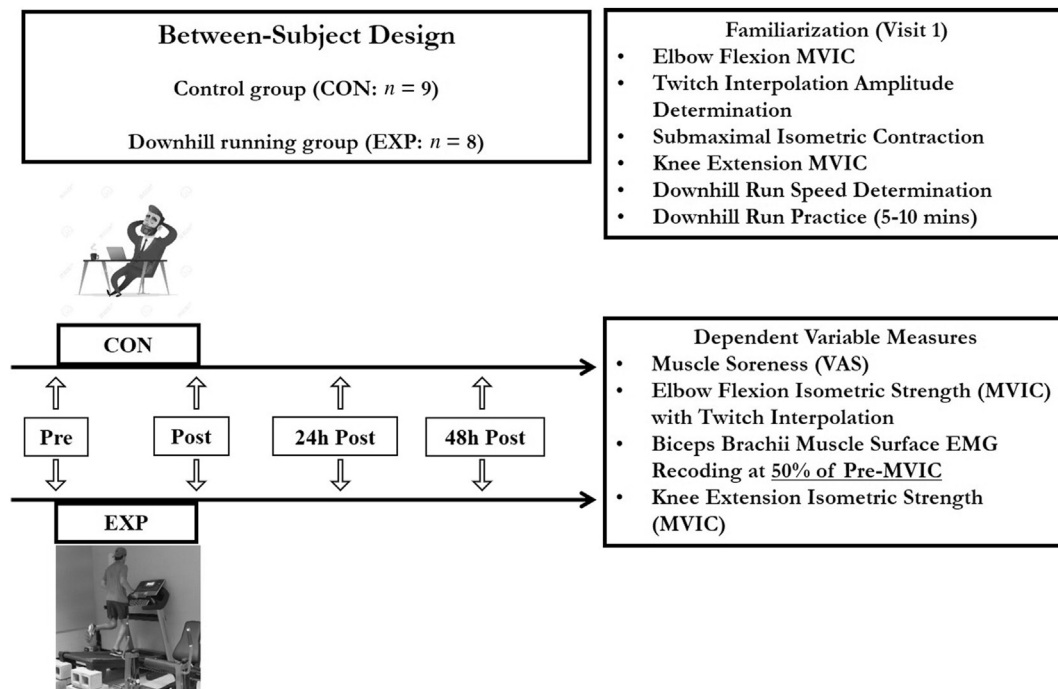 Between-Subject Design
Control group (CON: n = 9)
Downhill running group (EXP: n = 8)
Familiarization (Visit 1)
• Elbow Flexion MVIC
• Twitch Interpolation Amplitude
Determination
• Submaximal Isometric Contraction
• Knee Extension MVIC
• Downhill Run Speed Determination
• Downhill Run Practice (5-10 mins)
CON
Pre
Post
24h Post
48h Post
EXP
Dependent Variable Measures
• Muscle Soreness (VAS)
• Elbow Flexion Isometric Strength (MVIC)
with Twitch Interpolation
• Biceps Brachii Muscle Surface EMG
Recoding at 50% of Pre-MVIC
• Knee Extension Isometric Strength
(MVIC)